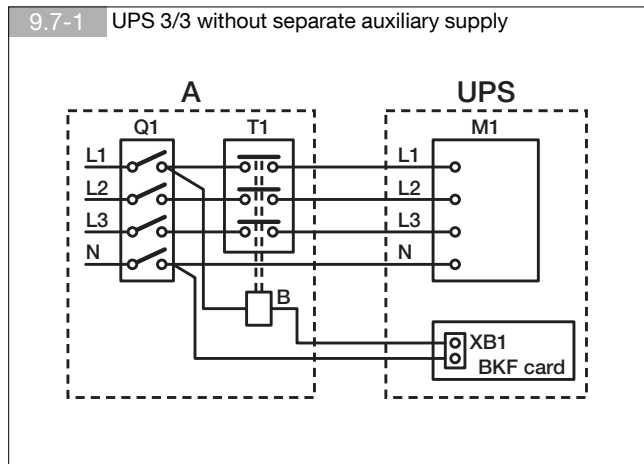 9.7-1 UPS 3/3 without separate auxiliary supply
A UPS
Q1 T1 M1
L1 L1
L2 L2
L3 L3
N N
B
XB1
BKF card